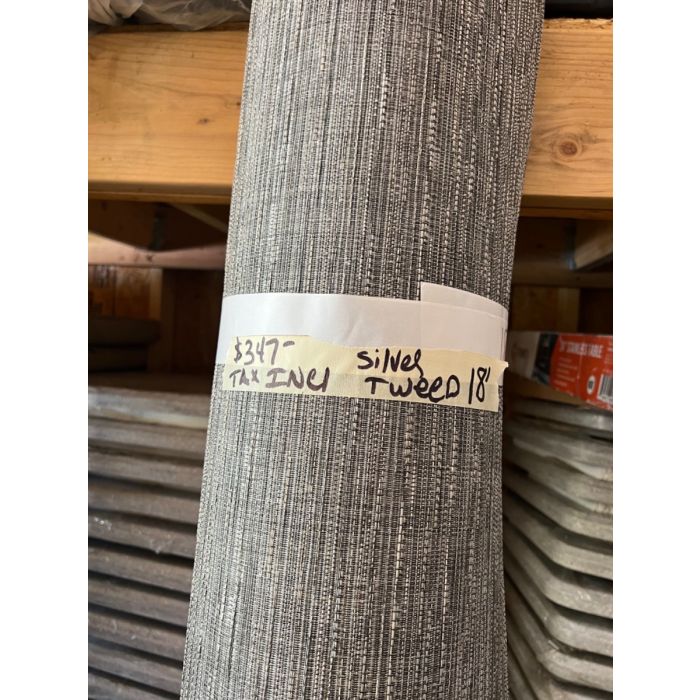 $347-
TAX INCl
Silver
TWEED 18'